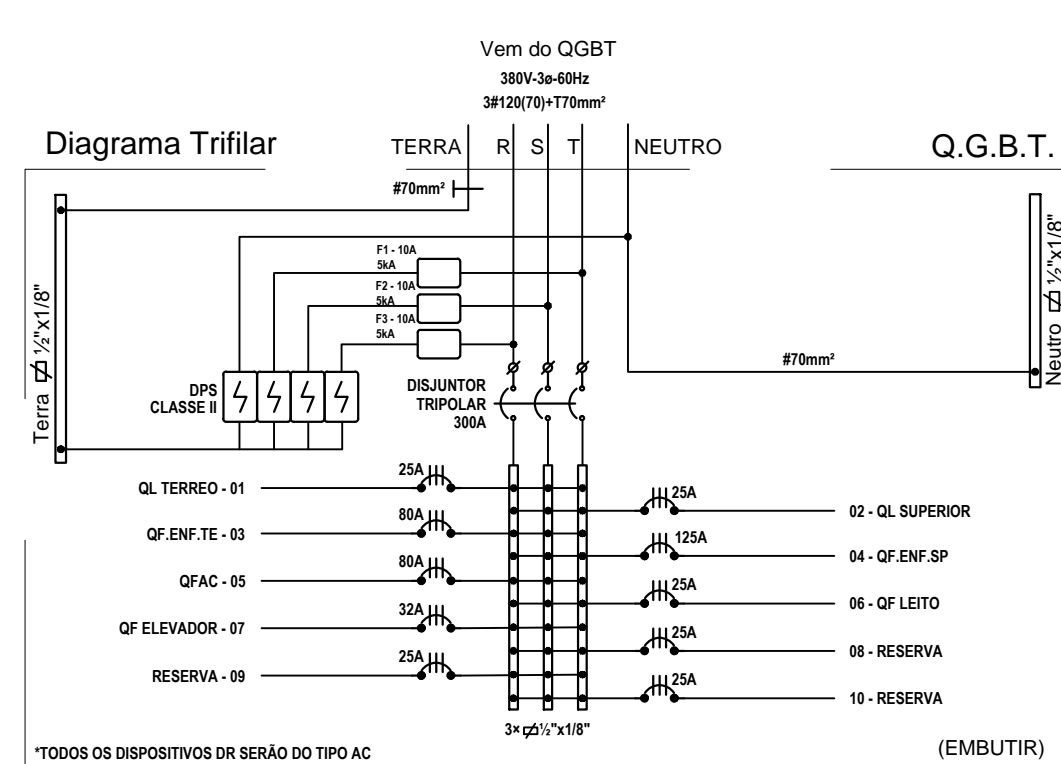 Vem do QGBT
380V-3ø-60Hz
3#120(70)+T70mm²
Diagrama Trifilar
TERRA
R
S
T
NEUTRO
Q.G.B.T.
#70mm²
F1 - 10A
5kA
F2 - 10A
5kA
F3 - 10A
5kA
Terra ½"x1/8"
Neutro ½"x1/8"
#70mm²
DPS
CLASSE II
DISJUNTOR
TRIPOLAR
300A
25A
QL TERREO - 01
25A
02 - QL SUPERIOR
80A
QF.ENF.TE - 03
125A
04 - QF.ENF.SP
80A
QFAC - 05
25A
06 - QF LEITO
32A
QF ELEVADOR - 07
25A
08 - RESERVA
25A
RESERVA - 09
25A
10 - RESERVA
3× ½"x1/8"
*TODOS OS DISPOSITIVOS DR SERÃO DO TIPO AC
(EMBUTIR)